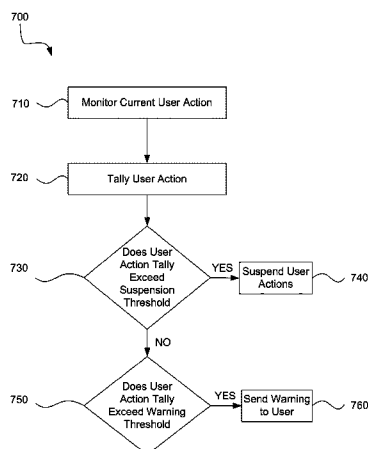 700
710
Monitor Current User Action
720
Tally User Action
730
Does User
Action Tally
Exceed
Suspension
Threshold
YES
Suspend User
Actions
740
NO
750
Does User
Action Tally
Exceed Warning
Threshold
YES
Send Warning
to User
760